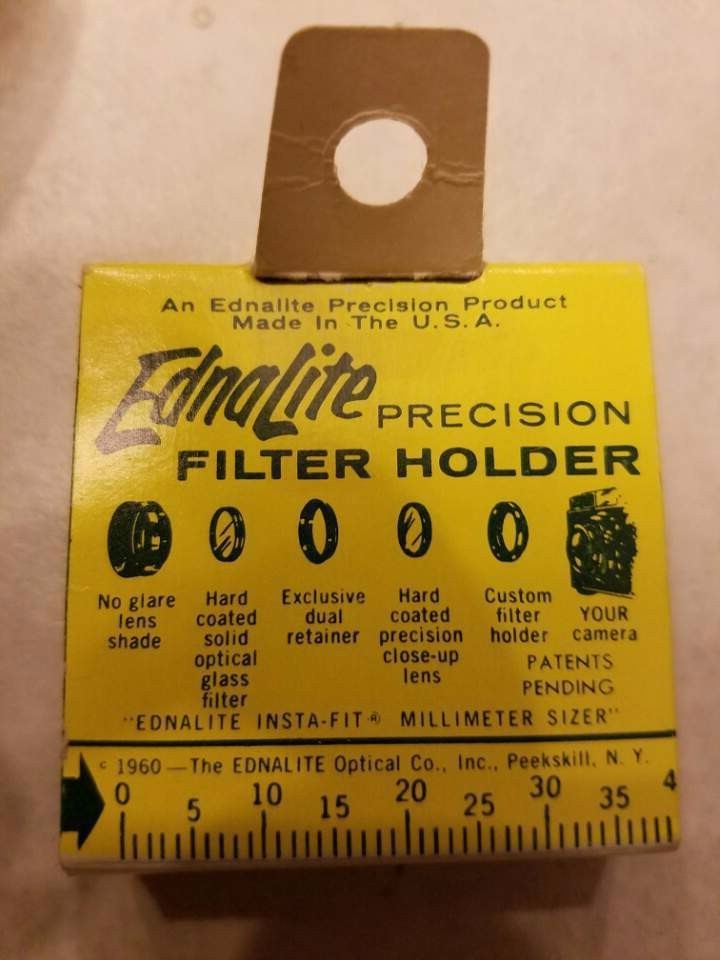 An Ednalite Precision Product
Made In The U.S.A.
EdnaLite PRECISION
FILTER HOLDER
No glare
lens
shade
Hard
coated
solid
optical
glass
filter
Exclusive
dual
retainer
Hard
coated
precision
close-up
lens
Custom
filter
holder
YOUR
camera
PATENTS
PENDING
"EDNALITE INSTA-FIT® MILLIMETER SIZER"
c 1960—The EDNALITE Optical Co., Inc., Peekskill, N. Y.
0 5 10 15 20 25 30 35 4